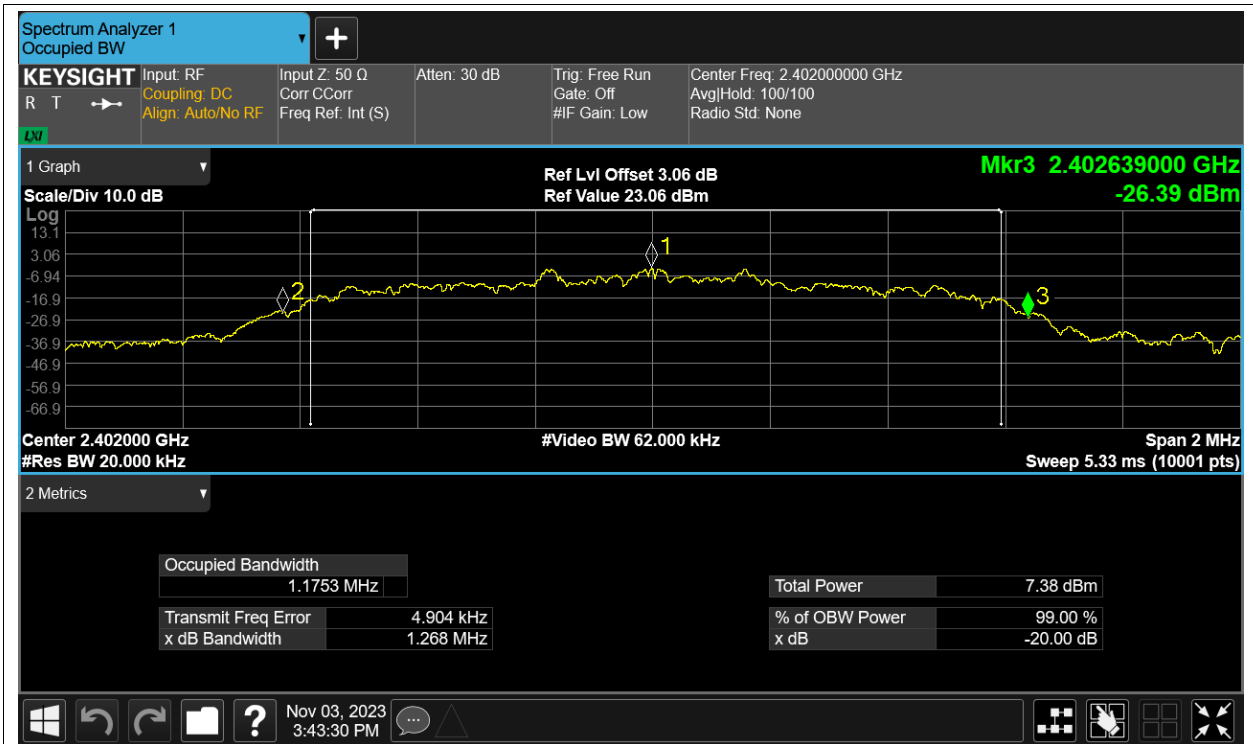 Spectrum Analyzer 1
Occupied BW
KEYSIGHT
R T
LXI
Input: RF
Coupling: DC
Align: Auto/No RF
Input Z: 50 Ω
Corr CCorr
Freq Ref: Int (S)
Atten: 30 dB
Trig: Free Run
Gate: Off
#IF Gain: Low
Center Freq: 2.402000000 GHz
Avg|Hold: 100/100
Radio Std: None
1 Graph
Scale/Div 10.0 dB
Ref Lvl Offset 3.06 dB
Ref Value 23.06 dBm
Mkr3 2.402639000 GHz
-26.39 dBm
Log
13.1
3.06
-6.94
-16.9
-26.9
-36.9
-46.9
-56.9
-66.9
1
2
3
Center 2.402000 GHz
#Video BW 62.000 kHz
Span 2 MHz
#Res BW 20.000 kHz
Sweep 5.33 ms (10001 pts)
2 Metrics
Occupied Bandwidth
1.1753 MHz
Total Power 7.38 dBm
Transmit Freq Error 4.904 kHz
% of OBW Power 99.00 %
x dB Bandwidth 1.268 MHz
x dB -20.00 dB
?
Nov 03, 2023
3:43:30 PM